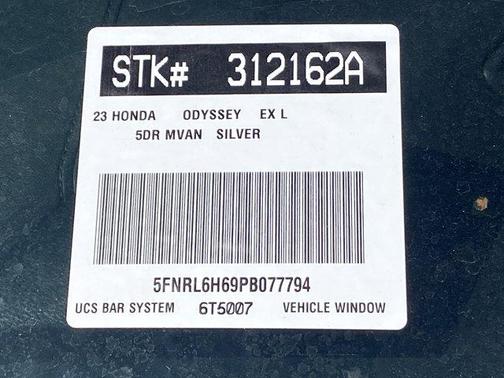 STK# 312162A
23 HONDA ODYSSEY EX L
5DR MVAN SILVER
5FNRL6H69PB077794
UCS BAR SYSTEM 6T5007 VEHICLE WINDOW